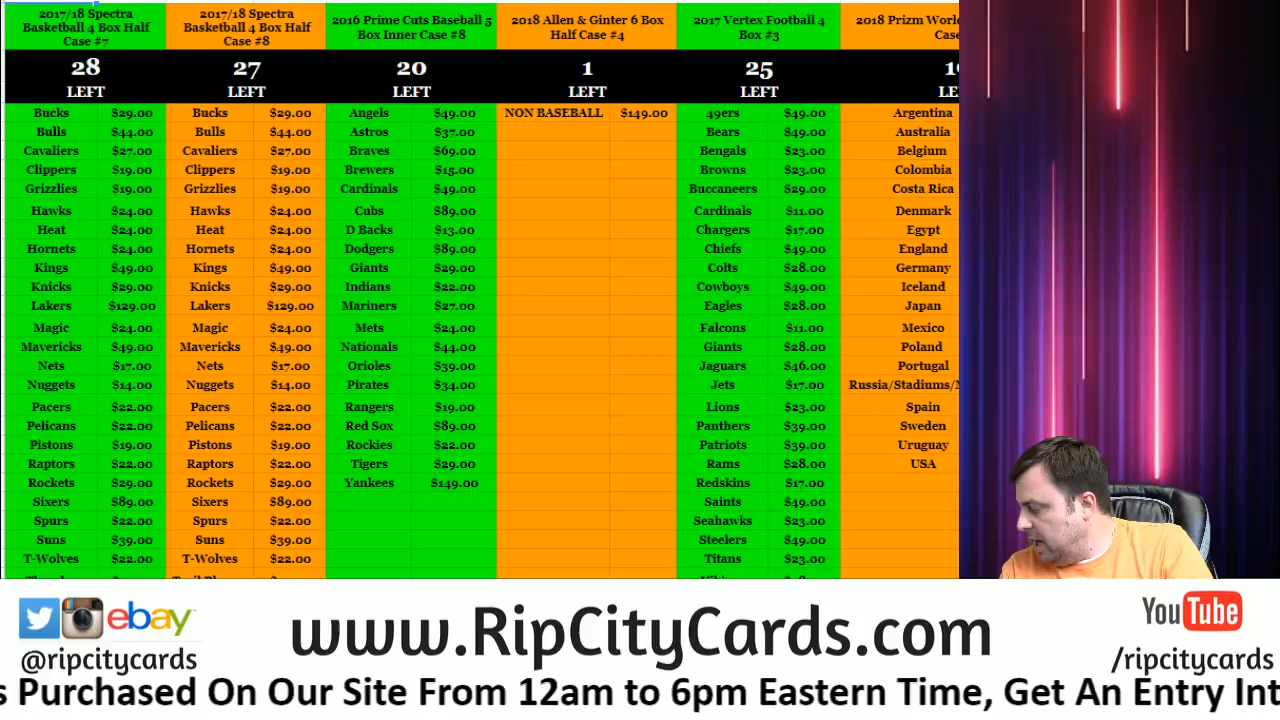 2017/18 Spectra
Basketball 4 Box Half
Case #7
28
LEFT
Bucks $29.00
Bulls $44.00
Cavaliers $27.00
Clippers $19.00
Grizzlies $19.00
Hawks $24.00
Heat $24.00
Hornets $24.00
Kings $49.00
Knicks $29.00
Lakers $129.00
Magic $24.00
Mavericks $49.00
Nets $17.00
Nuggets $14.00
Pacers $22.00
Pelicans $22.00
Pistons $19.00
Raptors $22.00
Rockets $29.00
Sixers $89.00
Spurs $22.00
Suns $39.00
T-Wolves $22.00
2017/18 Spectra
Basketball 4 Box Half
Case #8
27
LEFT
Bucks $29.00
Bulls $44.00
Cavaliers $27.00
Clippers $19.00
Grizzlies $19.00
Hawks $24.00
Heat $24.00
Hornets $24.00
Kings $49.00
Knicks $29.00
Lakers $129.00
Magic $24.00
Mavericks $49.00
Nets $17.00
Nuggets $14.00
Pacers $22.00
Pelicans $22.00
Pistons $19.00
Raptors $22.00
Rockets $29.00
Sixers $89.00
Spurs $22.00
Suns $39.00
T-Wolves $22.00
2016 Prime Cuts Baseball 5
Box Inner Case #8
20
LEFT
Angels $49.00
Astros $37.00
Braves $69.00
Brewers $15.00
Cardinals $49.00
Cubs $89.00
D Backs $13.00
Dodgers $89.00
Giants $29.00
Indians $22.00
Mariners $27.00
Mets $24.00
Nationals $44.00
Orioles $39.00
Pirates $34.00
Rangers $19.00
Red Sox $89.00
Rockies $22.00
Tigers $29.00
Yankees $149.00
2018 Allen & Ginter 6 Box
Half Case #4
1
LEFT
NON BASEBALL $149.00
2017 Vertex Football 4
Box #3
25
LEFT
49ers $49.00
Bears $49.00
Bengals $23.00
Browns $23.00
Buccaneers $29.00
Cardinals $11.00
Chargers $17.00
Chiefs $49.00
Colts $28.00
Cowboys $49.00
Eagles $28.00
Falcons $11.00
Giants $28.00
Jaguars $46.00
Jets $17.00
Lions $23.00
Panthers $39.00
Patriots $39.00
Rams $28.00
Redskins $17.00
Saints $49.00
Seahawks $23.00
Steelers $49.00
Titans $23.00
2018 Prizm Worl
Case
LE
Argentina
Australia
Belgium
Colombia
Costa Rica
Denmark
Egypt
England
Germany
Iceland
Japan
Mexico
Poland
Portugal
Russia/Stadiums/
Spain
Sweden
Uruguay
USA
ebay
@ripcitycards
www.RipCityCards.com
YouTube
/ripcitycards
s Purchased On Our Site From 12am to 6pm Eastern Time, Get An Entry Int